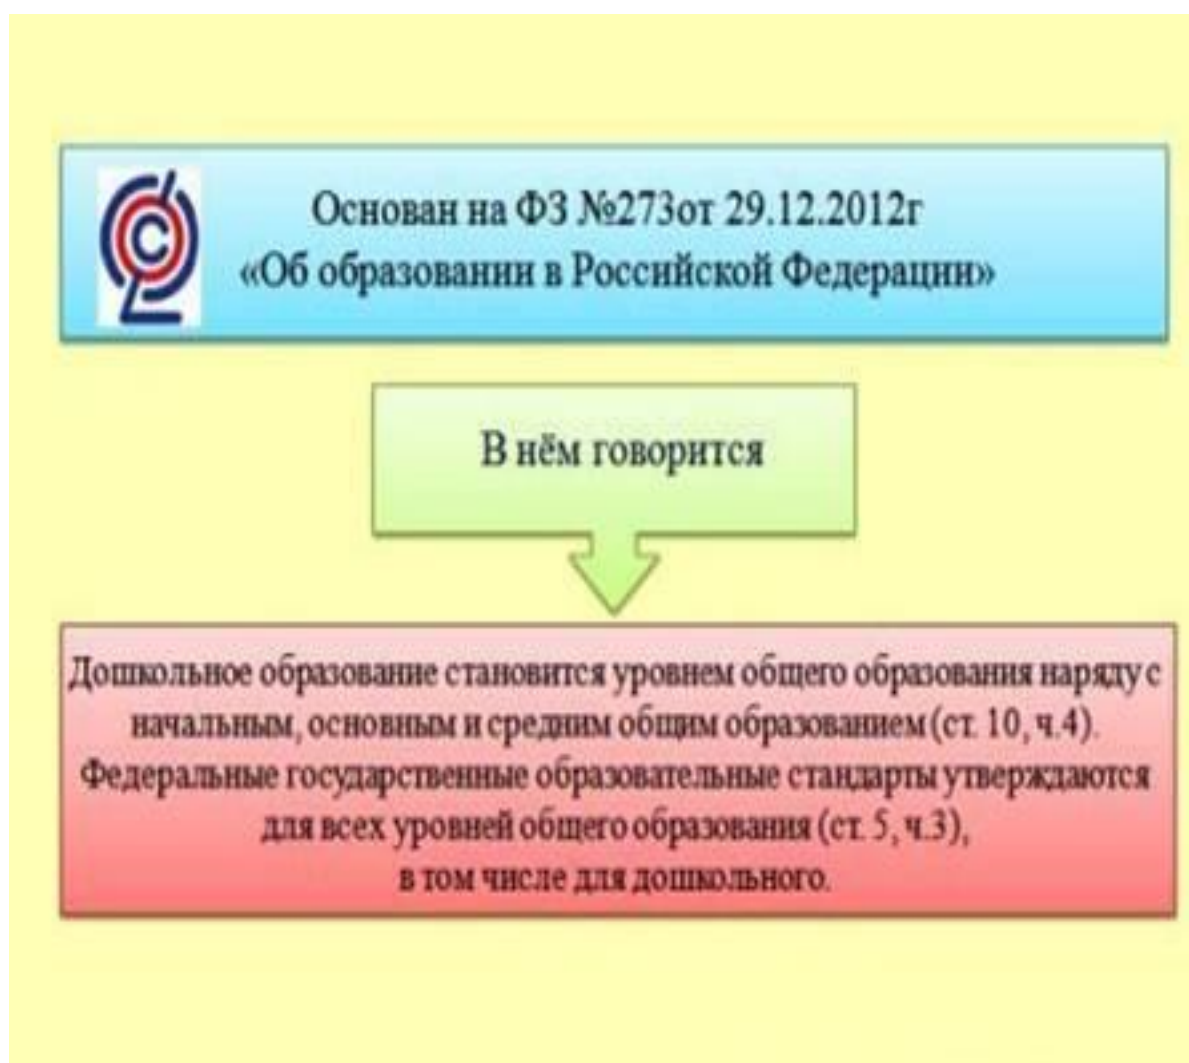 Основан на ФЗ №273от 29.12.2012г
«Об образовании в Российской Федерации»
В нём говорится
Дошкольное образование становится уровнем общего образования наряду с
начальным, основным и средним общим образованием (ст. 10, ч.4).
Федеральные государственные образовательные стандарты утверждаются
для всех уровней общего образования (ст. 5, ч.3),
в том числе для дошкольного.